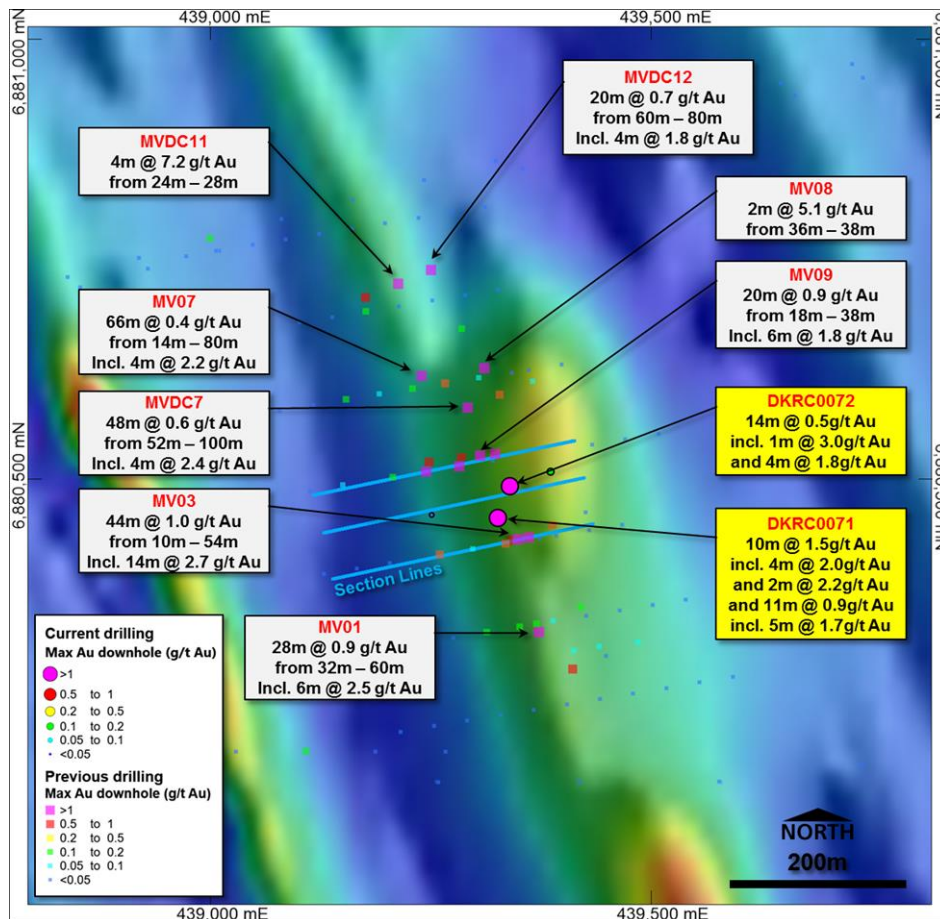 439,000 mE
439,500 mE
6,881,000 mN
MVDC12
20m @ 0.7 g/t Au
from 60m – 80m
Incl. 4m @ 1.8 g/t Au
MVDC11
4m @ 7.2 g/t Au
from 24m – 28m
MV08
2m @ 5.1 g/t Au
from 36m – 38m
MV09
20m @ 0.9 g/t Au
from 18m – 38m
Incl. 6m @ 1.8 g/t Au
MV07
66m @ 0.4 g/t Au
from 14m – 80m
Incl. 4m @ 2.2 g/t Au
MVDC7
48m @ 0.6 g/t Au
from 52m – 100m
Incl. 4m @ 2.4 g/t Au
DKRC0072
14m @ 0.5g/t Au
incl. 1m @ 3.0g/t Au
and 4m @ 1.8g/t Au
6,880,500 mN
MV03
44m @ 1.0 g/t Au
from 10m – 54m
Incl. 14m @ 2.7 g/t Au
DKRC0071
10m @ 1.5g/t Au
incl. 4m @ 2.0g/t Au
and 2m @ 2.2g/t Au
and 11m @ 0.9g/t Au
incl. 5m @ 1.7g/t Au
Section Lines
MV01
28m @ 0.9 g/t Au
from 32m – 60m
Incl. 6m @ 2.5 g/t Au
Current drilling
Max Au downhole (g/t Au)
>1
0.5 to 1
0.2 to 0.5
0.1 to 0.2
0.05 to 0.1
<0.05
Previous drilling
Max Au downhole (g/t Au)
>1
0.5 to 1
0.2 to 0.5
0.1 to 0.2
0.05 to 0.1
<0.05
NORTH
200m
439,000 mE
439,500 mE